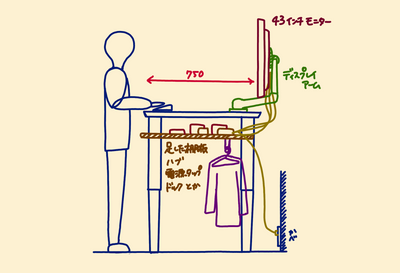 43インチ モニター
750
ディスプレイ
アーム
足した棚板
ハブ
電源タップ
ドック とか
かべ